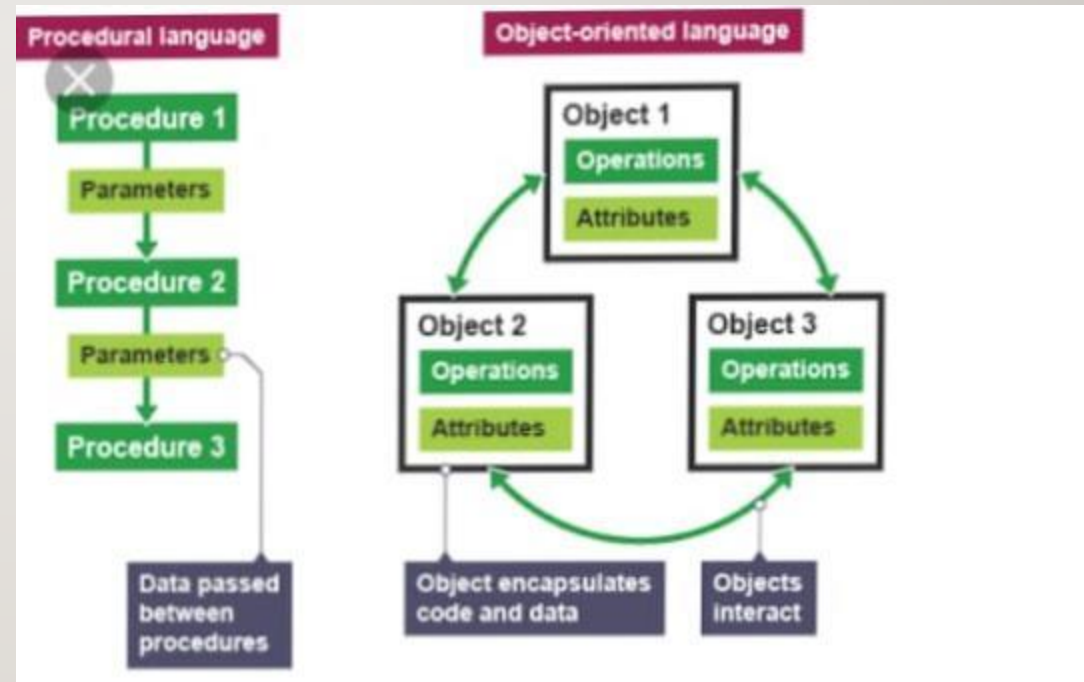 Procedural language
Procedure 1
Parameters
Procedure 2
Parameters
Procedure 3
Data passed
between
procedures
Object-oriented language
Object 1
Operations
Attributes
Object 2
Operations
Attributes
Object 3
Operations
Attributes
Object encapsulates
code and data
Objects
interact